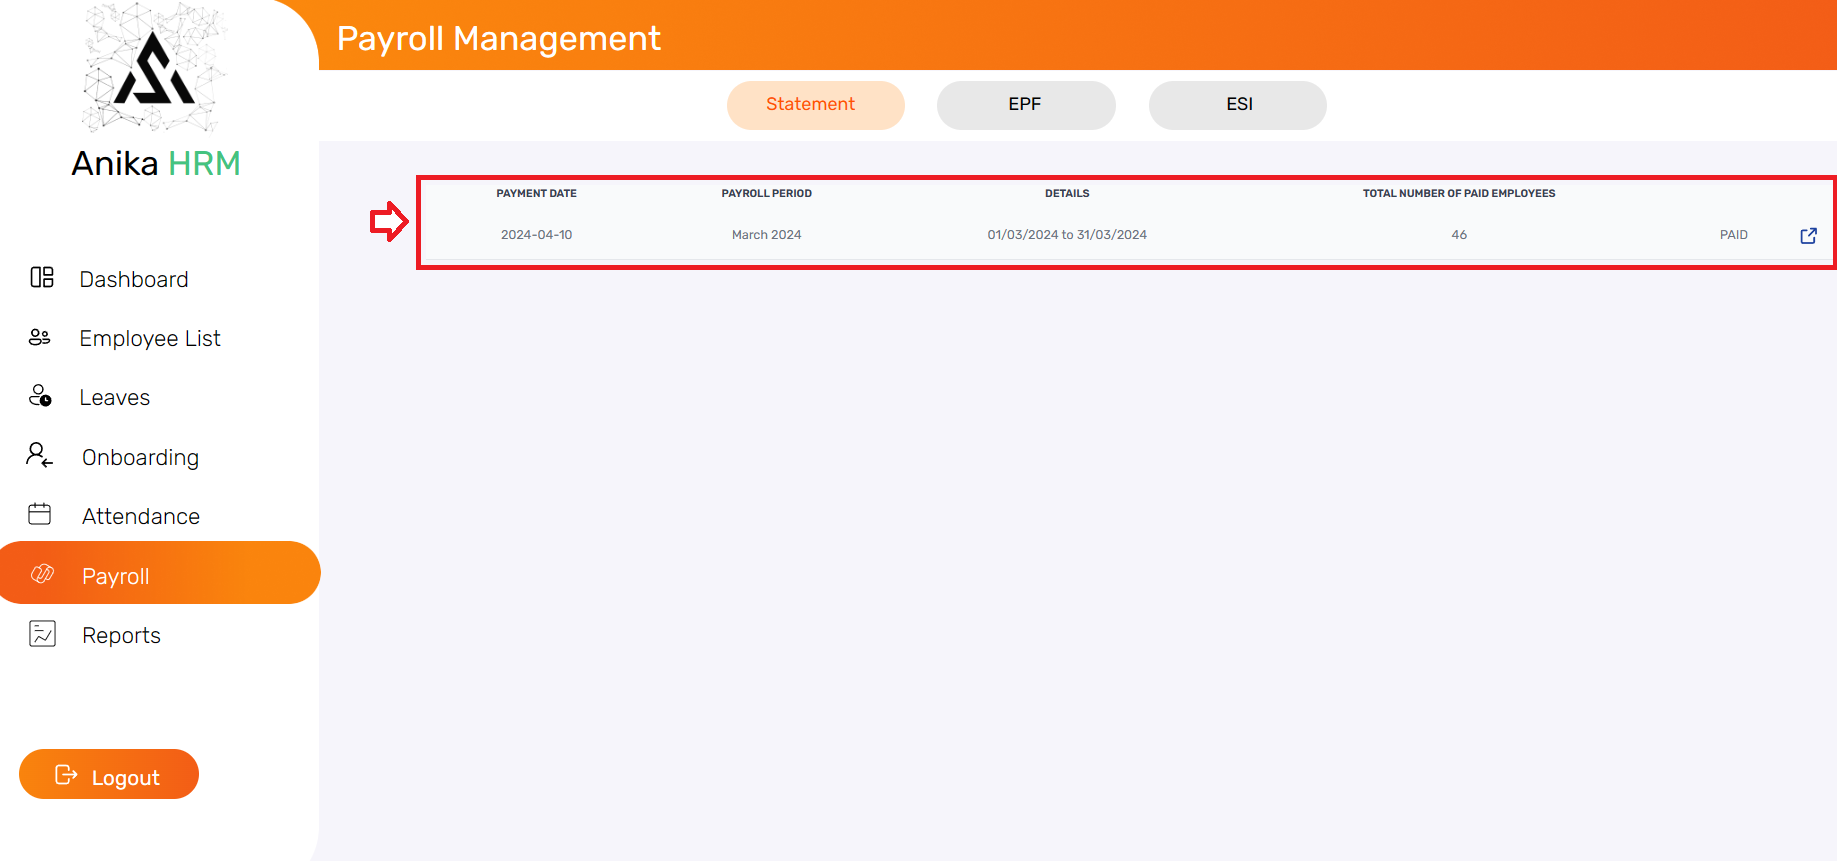 Payroll Management
Statement EPF ESI
Anika HRM
PAYMENT DATE PAYROLL PERIOD DETAILS TOTAL NUMBER OF PAID EMPLOYEES
2024-04-10 March 2024 01/03/2024 to 31/03/2024 46 PAID
Dashboard
Employee List
Leaves
Onboarding
Attendance
Payroll
Reports
Logout